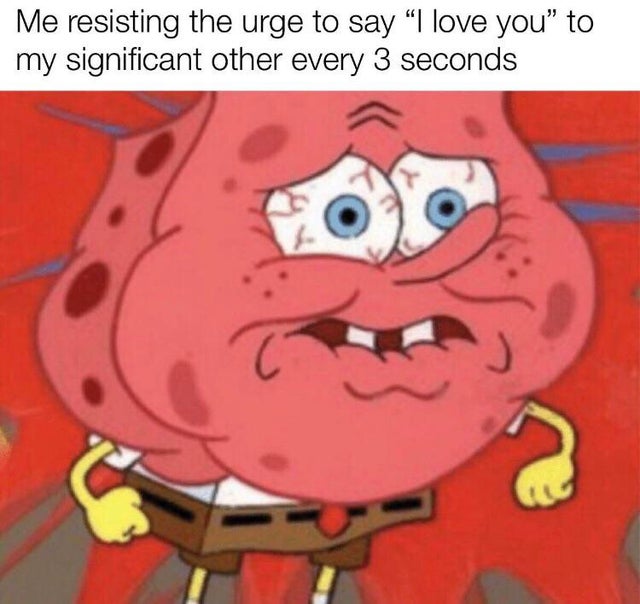 Me resisting the urge to say “I love you” to
my significant other every 3 seconds